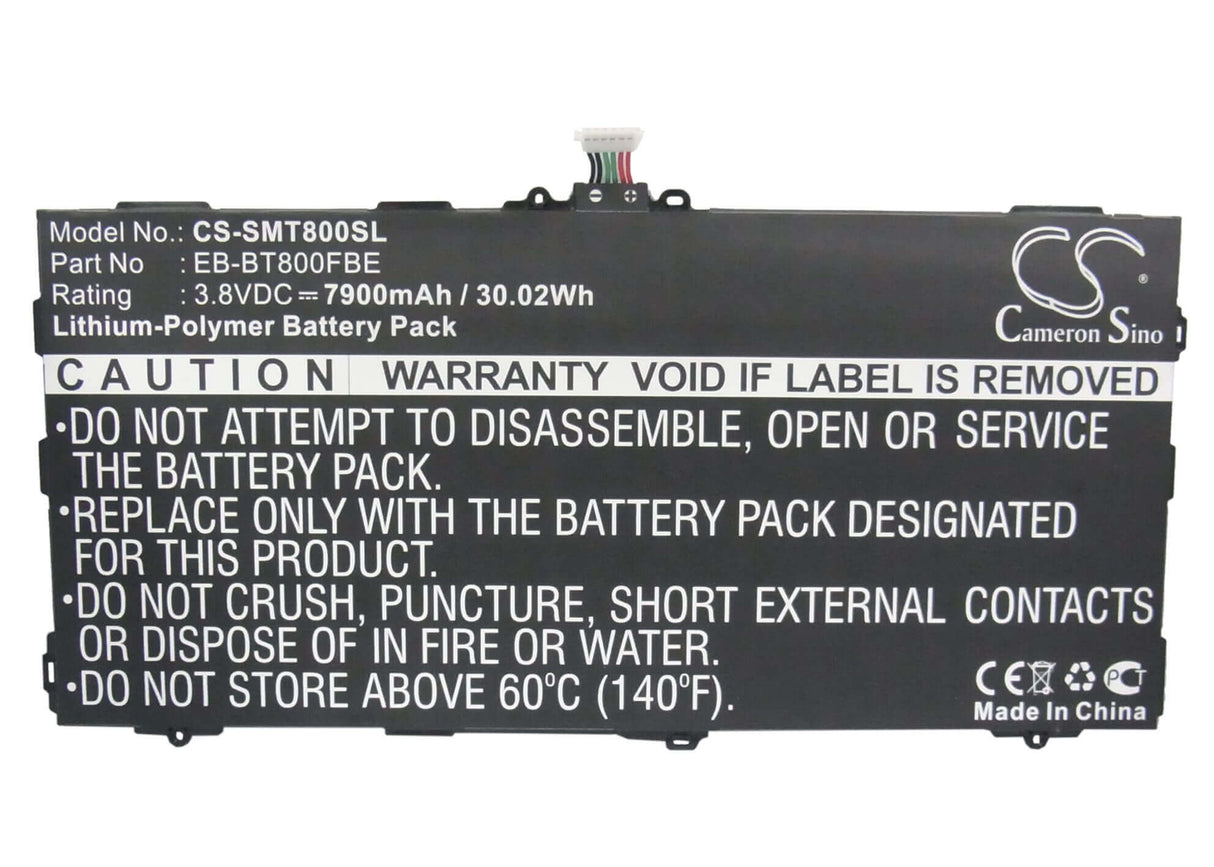 Model No.: CS-SMT800SL
Part No : EB-BT800FBE
Rating : 3.8VDC⎓7900mAh / 30.02Wh
Lithium-Polymer Battery Pack
CS®
Cameron Sino
CAUTION WARRANTY VOID IF LABEL IS REMOVED
•DO NOT ATTEMPT TO DISASSEMBLE, OPEN OR SERVICE
THE BATTERY PACK.
•REPLACE ONLY WITH THE BATTERY PACK DESIGNATED
FOR THIS PRODUCT.
•DO NOT CRUSH, PUNCTURE, SHORT EXTERNAL CONTACTS
OR DISPOSE OF IN FIRE OR WATER.
•DO NOT STORE ABOVE 60°C (140°F).
CE PCT
Made In China